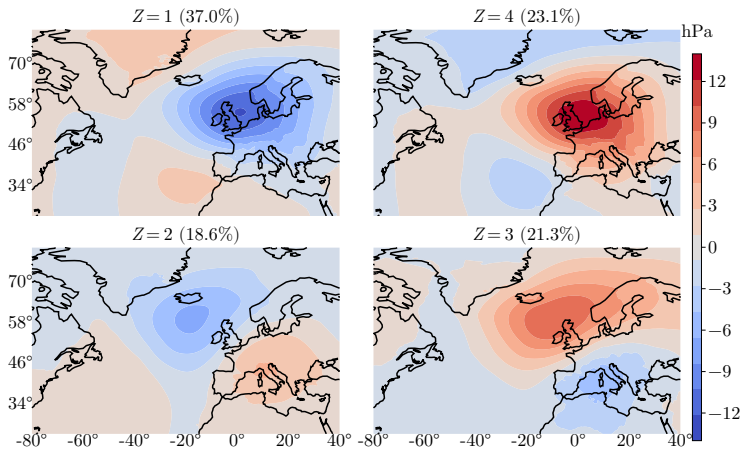 Z = 1 (37.0%)
Z = 4 (23.1%)
hPa
70°
58°
46°
34°
12
9
6
3
0
−3
−6
−9
−12
Z = 2 (18.6%)
Z = 3 (21.3%)
70°
58°
46°
34°
-80° -60° -40° -20° 0° 20° 40°
-80° -60° -40° -20° 0° 20° 40°